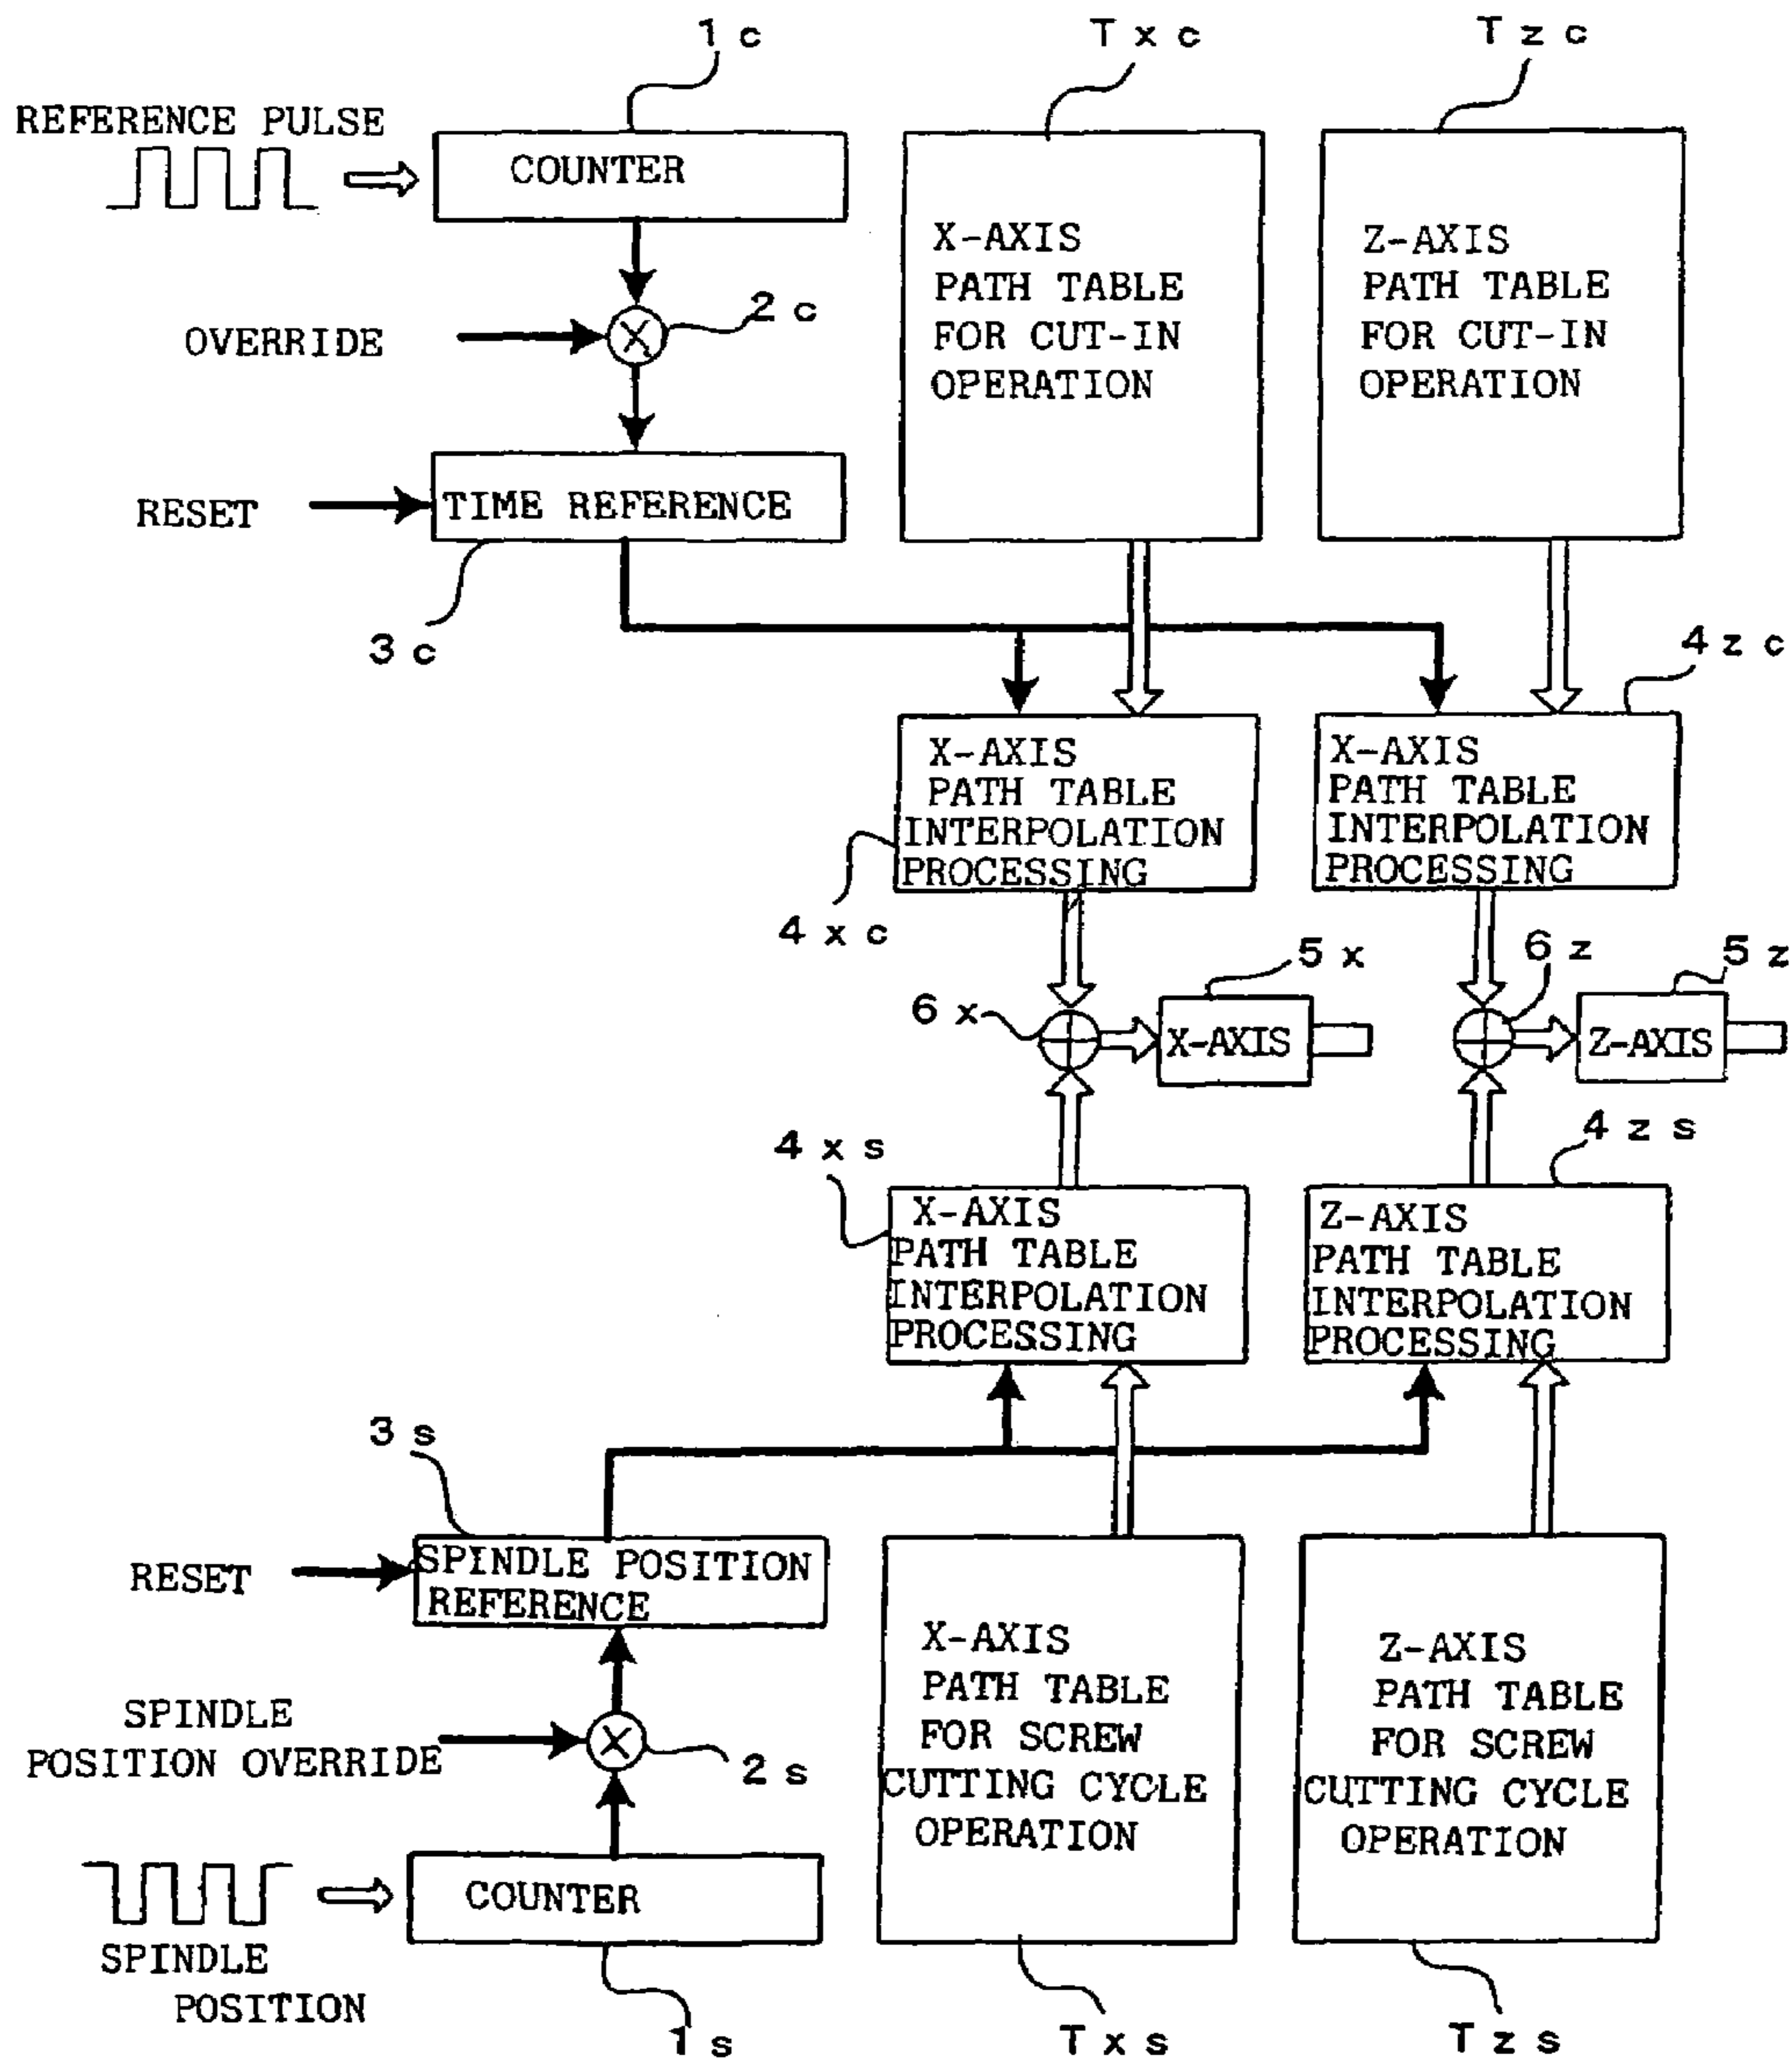 1c
Txc
Tzc
REFERENCE PULSE
COUNTER
X-AXIS
PATH TABLE
FOR CUT-IN
OPERATION
Z-AXIS
PATH TABLE
FOR CUT-IN
OPERATION
2c
OVERRIDE
RESET
TIME REFERENCE
3c
4zc
X-AXIS
PATH TABLE
INTERPOLATION
PROCESSING
X-AXIS
PATH TABLE
INTERPOLATION
PROCESSING
4xc
5x
6z
5z
6x
X-AXIS
Z-AXIS
4xs
4zs
X-AXIS
PATH TABLE
INTERPOLATION
PROCESSING
Z-AXIS
PATH TABLE
INTERPOLATION
PROCESSING
3s
RESET
SPINDLE POSITION
REFERENCE
X-AXIS
PATH TABLE
FOR SCREW
CUTTING CYCLE
OPERATION
Z-AXIS
PATH TABLE
FOR SCREW
CUTTING CYCLE
OPERATION
SPINDLE
POSITION OVERRIDE
2s
COUNTER
SPINDLE
POSITION
1s
Txs
Tzs